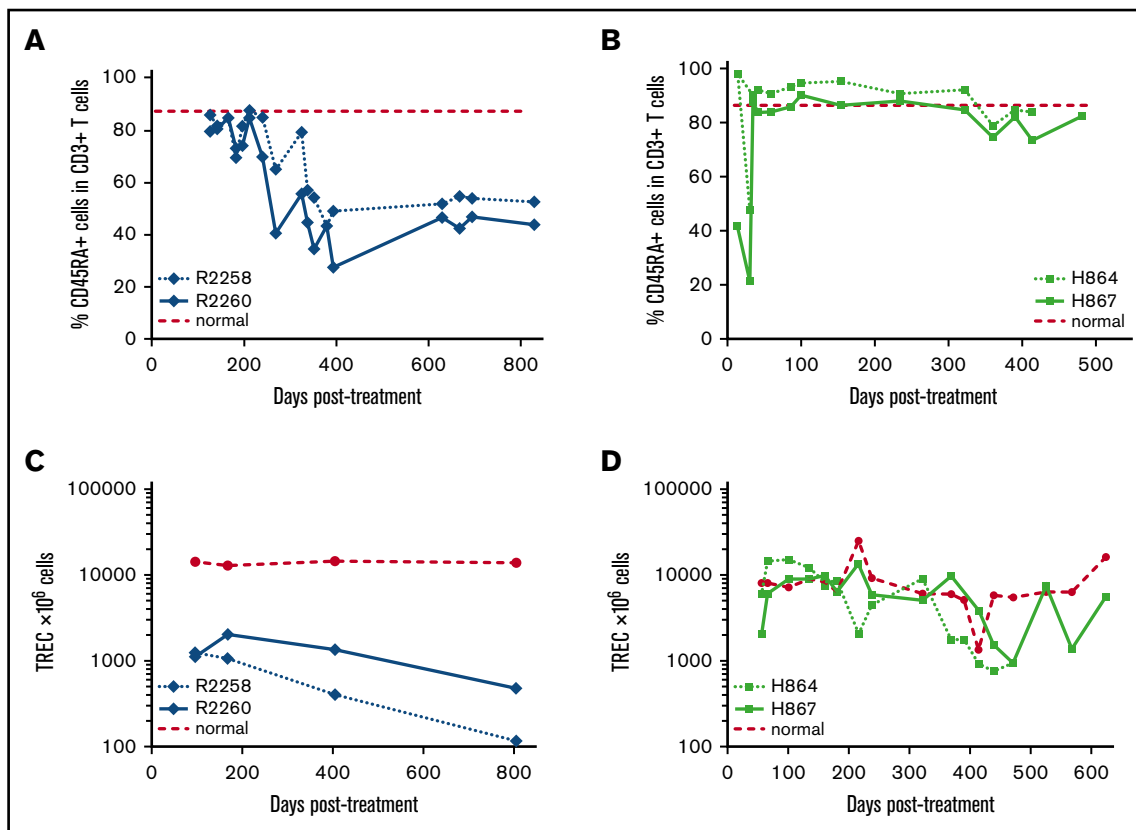 A
% CD45RA+ cells in CD3+ T cells
100
80
60
40
20
0
R2258
R2260
normal
0 200 400 600 800
Days post-treatment
B
% CD45RA+ cells in CD3+ T cells
100
80
60
40
20
0
H864
H867
normal
0 100 200 300 400 500
Days post-treatment
C
TREC ×10⁶ cells
100000
10000
1000
100
R2258
R2260
normal
0 200 400 600 800
Days post-treatment
D
TREC ×10⁶ cells
100000
10000
1000
100
H864
H867
normal
0 100 200 300 400 500 600
Days post-treatment